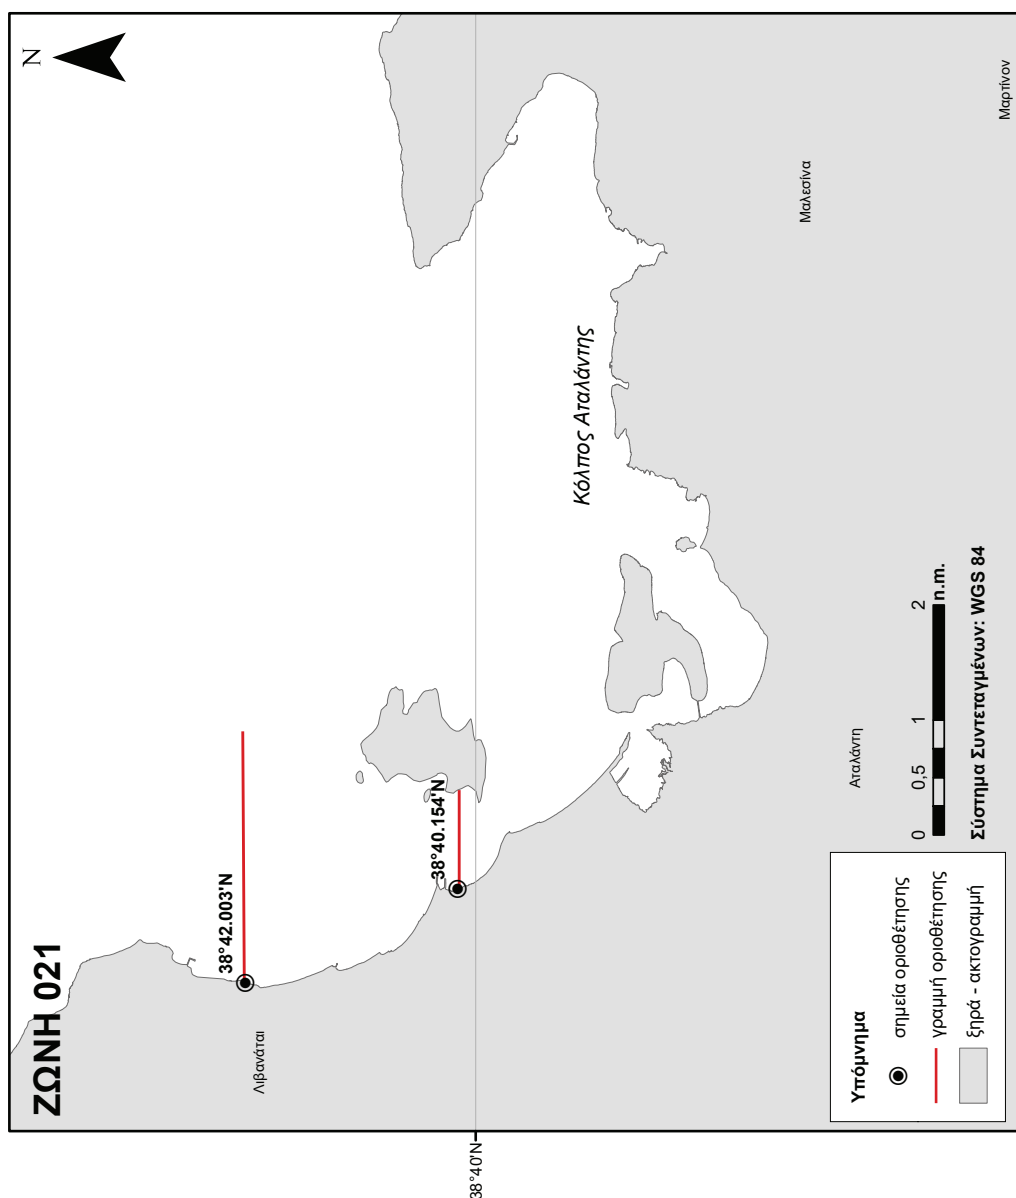 ΖΩΝΗ 021
N
38°42.003'N
38°40.154'N
Λιβανάται
Κόλπος Αταλάντης
Μαλεσίνα
Μαρτίνον
Αταλάντη
38°40'N
Υπόμνημα
σημεία οριοθέτησης
γραμμή οριοθέτησης
ξηρά - ακτογραμμή
0 0,5 1 2
n.m.
Σύστημα Συντεταγμένων: WGS 84